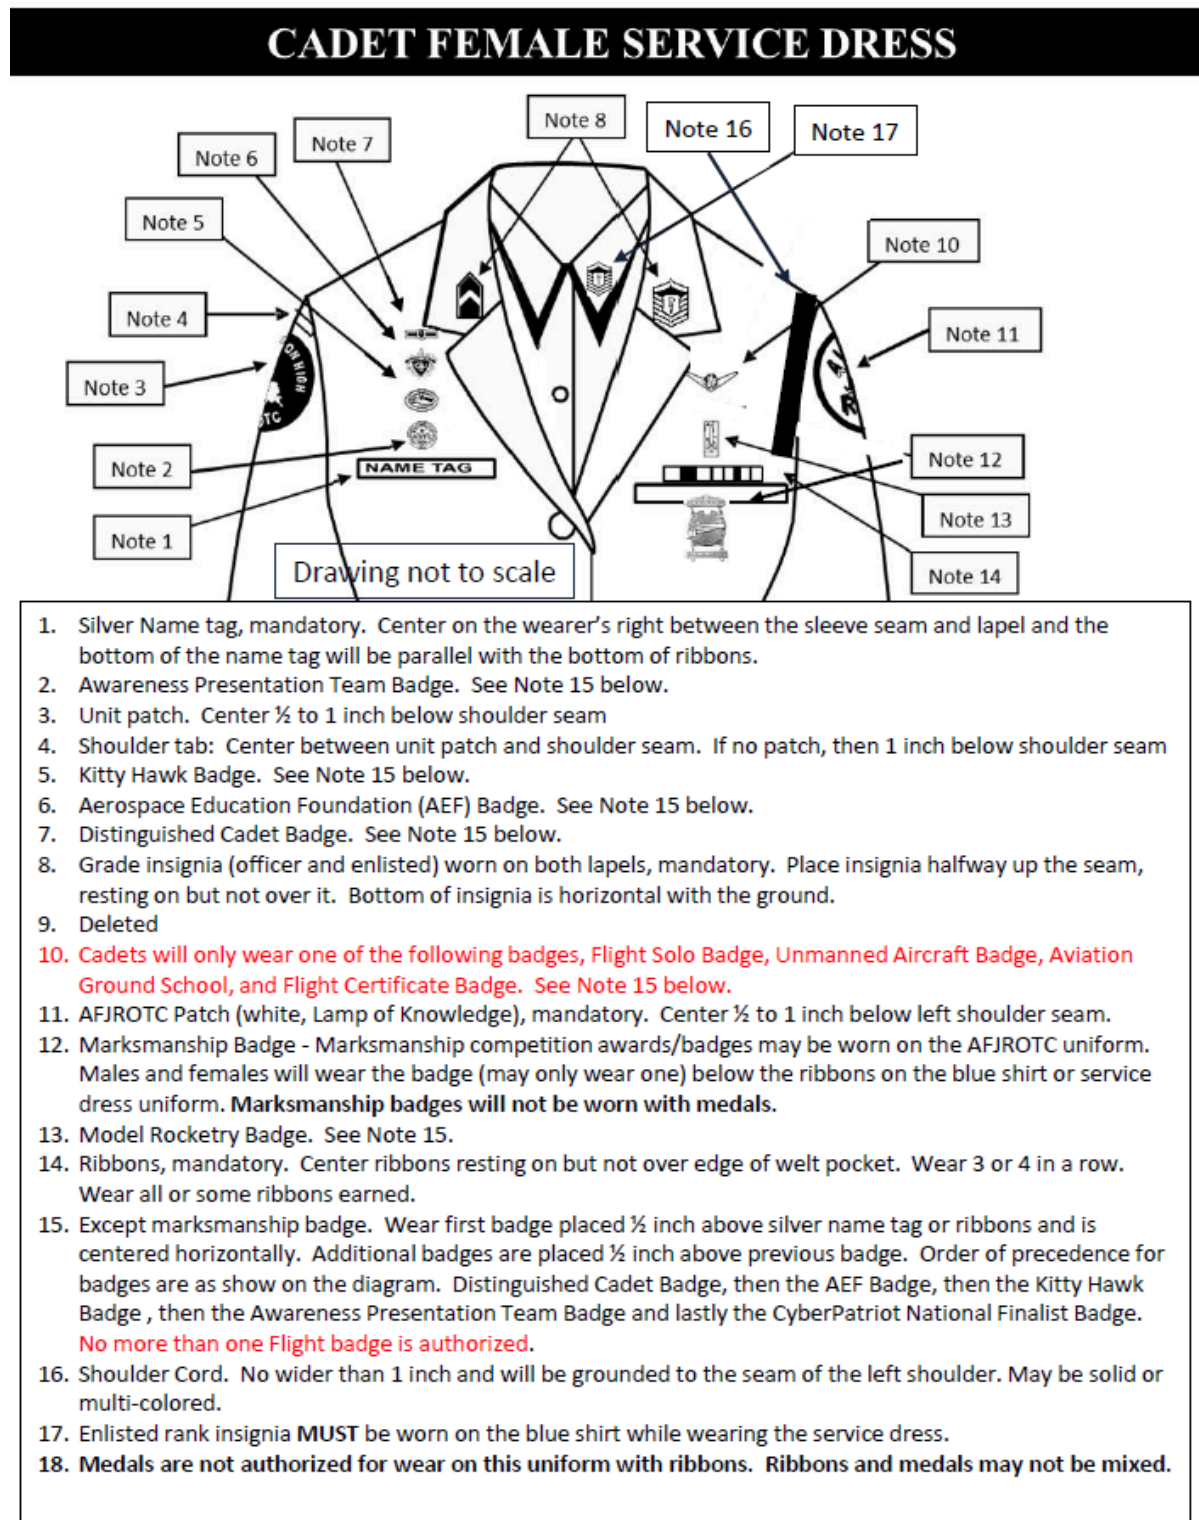 CADET FEMALE SERVICE DRESS
Note 8
Note 16
Note 17
Note 7
Note 6
Note 5
Note 10
Note 4
Note 11
Note 3
ON HIGH
OTC
A
R
Note 2
NAME TAG
Note 12
Note 13
Note 1
Drawing not to scale
Note 14
1. Silver Name tag, mandatory. Center on the wearer's right between the sleeve seam and lapel and the
bottom of the name tag will be parallel with the bottom of ribbons.
2. Awareness Presentation Team Badge. See Note 15 below.
3. Unit patch. Center ½ to 1 inch below shoulder seam
4. Shoulder tab: Center between unit patch and shoulder seam. If no patch, then 1 inch below shoulder seam
5. Kitty Hawk Badge. See Note 15 below.
6. Aerospace Education Foundation (AEF) Badge. See Note 15 below.
7. Distinguished Cadet Badge. See Note 15 below.
8. Grade insignia (officer and enlisted) worn on both lapels, mandatory. Place insignia halfway up the seam,
resting on but not over it. Bottom of insignia is horizontal with the ground.
9. Deleted
10. Cadets will only wear one of the following badges, Flight Solo Badge, Unmanned Aircraft Badge, Aviation
Ground School, and Flight Certificate Badge. See Note 15 below.
11. AFJROTC Patch (white, Lamp of Knowledge), mandatory. Center ½ to 1 inch below left shoulder seam.
12. Marksmanship Badge - Marksmanship competition awards/badges may be worn on the AFJROTC uniform.
Males and females will wear the badge (may only wear one) below the ribbons on the blue shirt or service
dress uniform. Marksmanship badges will not be worn with medals.
13. Model Rocketry Badge. See Note 15.
14. Ribbons, mandatory. Center ribbons resting on but not over edge of welt pocket. Wear 3 or 4 in a row.
Wear all or some ribbons earned.
15. Except marksmanship badge. Wear first badge placed ½ inch above silver name tag or ribbons and is
centered horizontally. Additional badges are placed ½ inch above previous badge. Order of precedence for
badges are as show on the diagram. Distinguished Cadet Badge, then the AEF Badge, then the Kitty Hawk
Badge , then the Awareness Presentation Team Badge and lastly the CyberPatriot National Finalist Badge.
No more than one Flight badge is authorized.
16. Shoulder Cord. No wider than 1 inch and will be grounded to the seam of the left shoulder. May be solid or
multi-colored.
17. Enlisted rank insignia MUST be worn on the blue shirt while wearing the service dress.
18. Medals are not authorized for wear on this uniform with ribbons. Ribbons and medals may not be mixed.